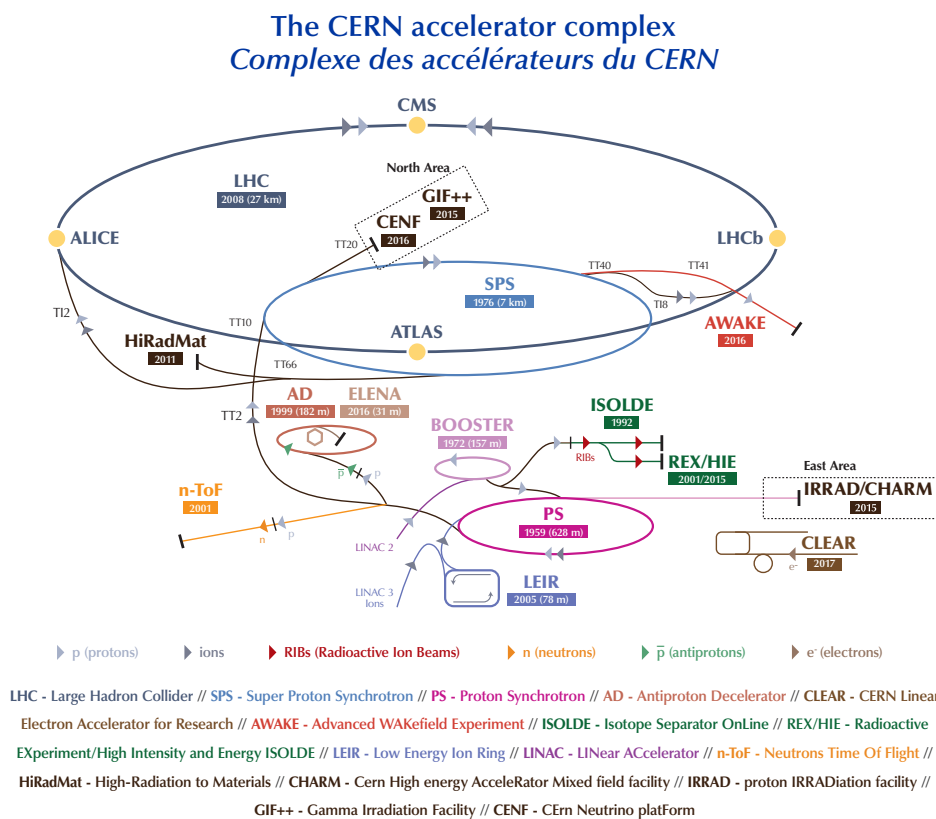 The CERN accelerator complex
Complexe des accélérateurs du CERN
CMS
North Area
LHC
2008 (27 km)
GIF++
2015
CENF
2016
TT20
ALICE
LHCb
TT40
TT41
SPS
1976 (7 km)
TI8
TI2
TT10
AWAKE
2016
ATLAS
HiRadMat
2011
TT66
AD
1999 (182 m)
ELENA
2016 (31 m)
TT2
ISOLDE
1992
BOOSTER
1972 (157 m)
RIBs
REX/HIE
2001/2015
p̅
p
East Area
n-ToF
2001
IRRAD/CHARM
2015
PS
1959 (628 m)
n
p
LINAC 2
CLEAR
2017
e-
LEIR
2005 (78 m)
LINAC 3
Ions
p (protons)
ions
RIBs (Radioactive Ion Beams)
n (neutrons)
p̅ (antiprotons)
e- (electrons)
LHC - Large Hadron Collider // SPS - Super Proton Synchrotron // PS - Proton Synchrotron // AD - Antiproton Decelerator // CLEAR - CERN Linear
Electron Accelerator for Research // AWAKE - Advanced WAKefield Experiment // ISOLDE - Isotope Separator OnLine // REX/HIE - Radioactive
EXperiment/High Intensity and Energy ISOLDE // LEIR - Low Energy Ion Ring // LINAC - LINear ACcelerator // n-ToF - Neutrons Time Of Flight //
HiRadMat - High-Radiation to Materials // CHARM - Cern High energy AcceleRator Mixed field facility // IRRAD - proton IRRADiation facility //
GIF++ - Gamma Irradiation Facility // CENF - CErn Neutrino platForm